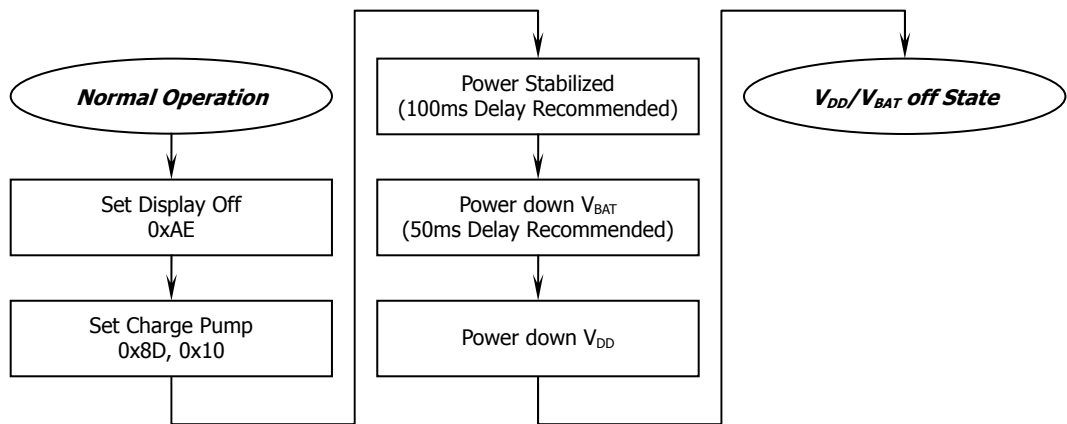 Normal Operation
Set Display Off
0xAE
Set Charge Pump
0x8D, 0x10
Power Stabilized
(100ms Delay Recommended)
Power down VBAT
(50ms Delay Recommended)
Power down VDD
VDD/VBAT off State